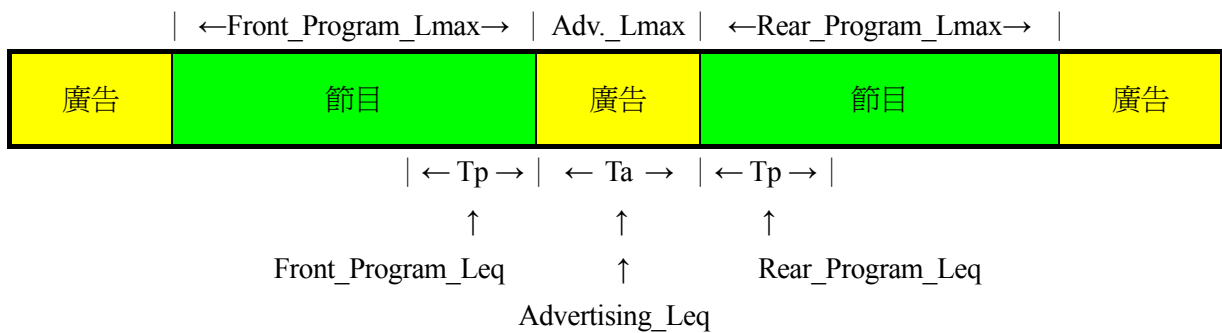 | ←Front_Program_Lmax→ | Adv._Lmax | ←Rear_Program_Lmax→ |
廣告 節目 廣告 節目 廣告
| ← Tp → | ← Ta → | ← Tp → |
↑ ↑ ↑
Front_Program_Leq ↑ Rear_Program_Leq
Advertising_Leq